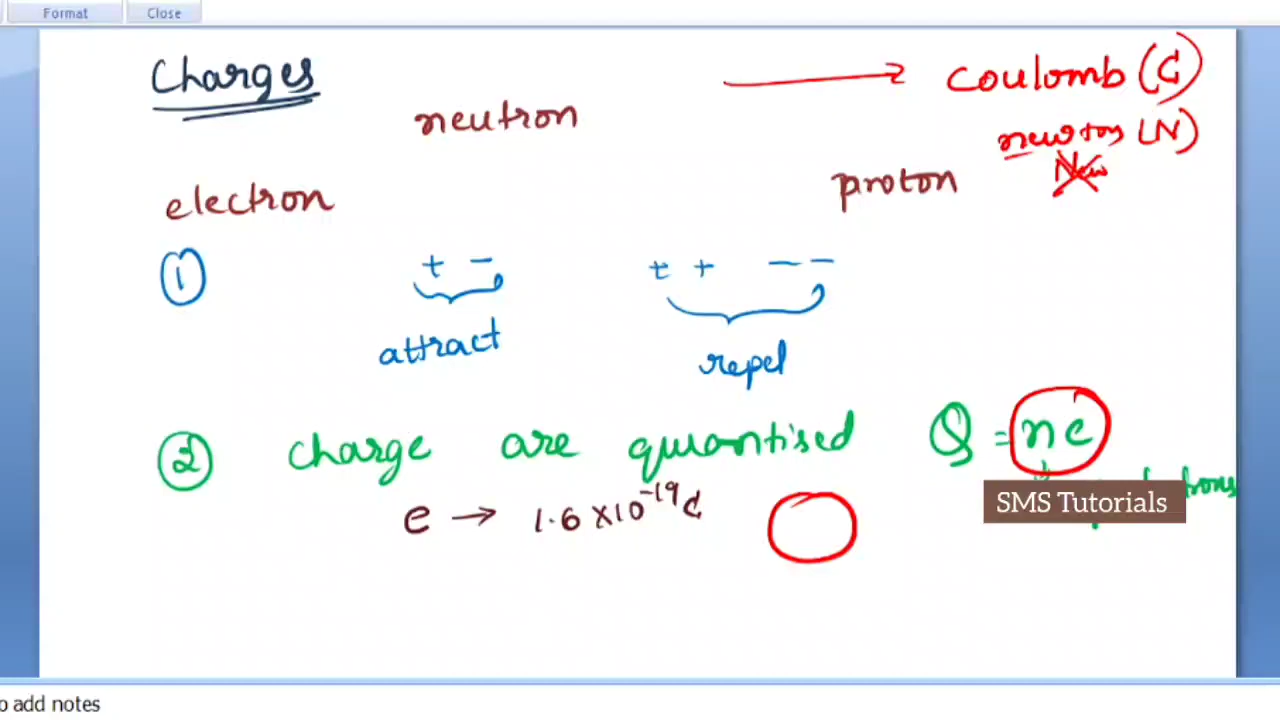 Format Close
Charges
coulomb (C)
neutron
newton (N)
New
electron
proton
1
+ -
+ + - -
attract
repel
2 charge are quantised Q = ne
SMS Tutorials
e → 1.6 × 10^-19 C
o add notes